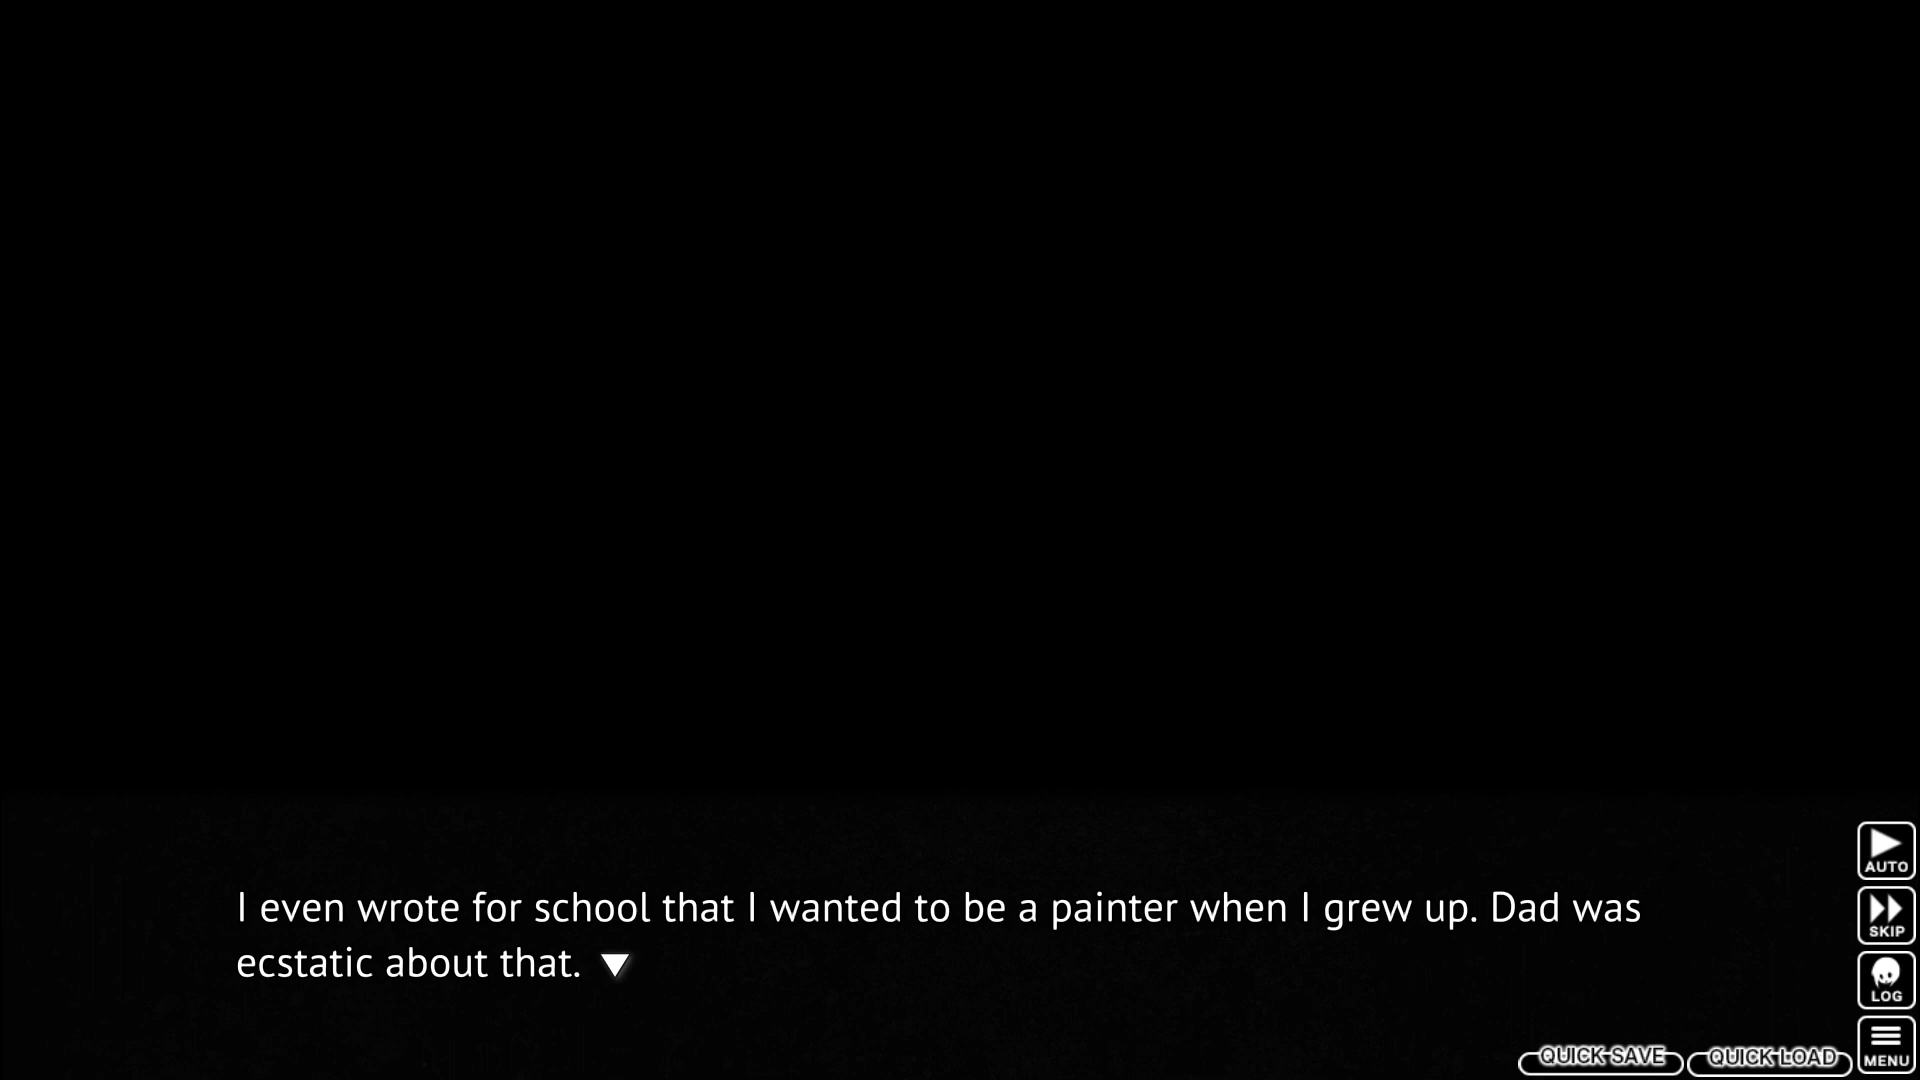 I even wrote for school that I wanted to be a painter when I grew up. Dad was
ecstatic about that.
AUTO
SKIP
LOG
MENU
QUICK SAVE
QUICK LOAD